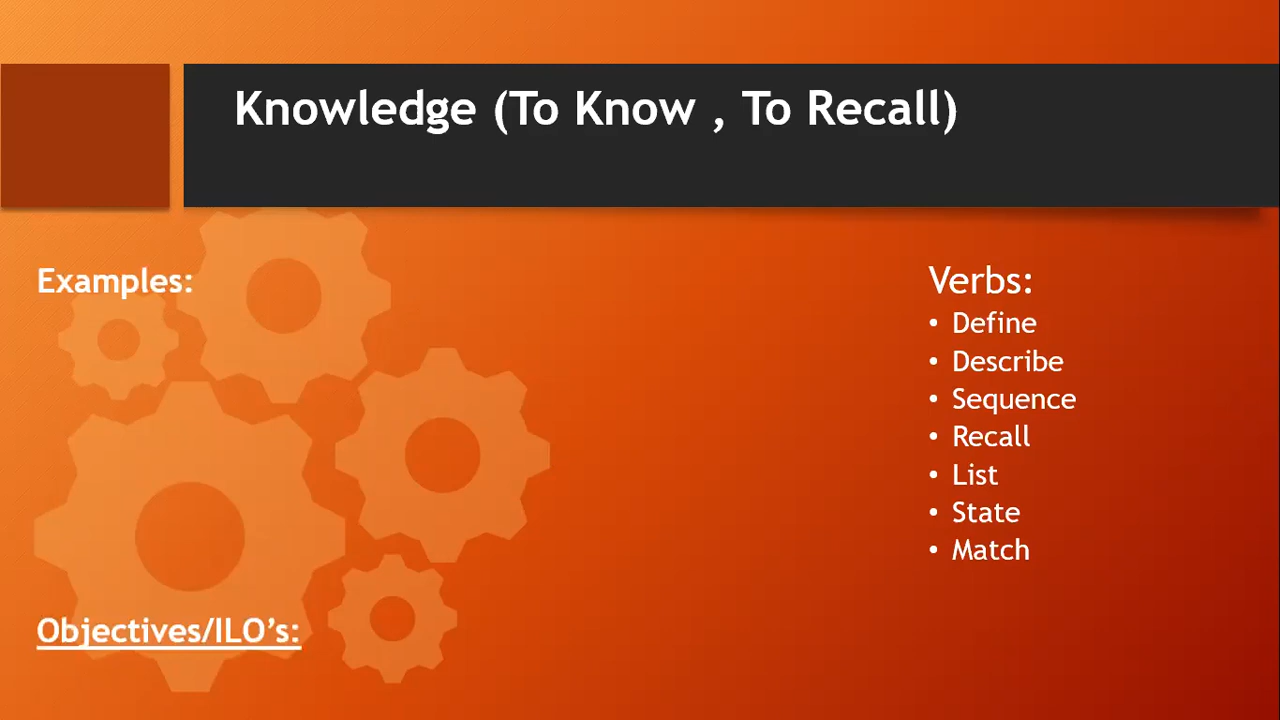 Knowledge (To Know , To Recall)
Examples:
Verbs:
• Define
• Describe
• Sequence
• Recall
• List
• State
• Match
Objectives/ILO’s: